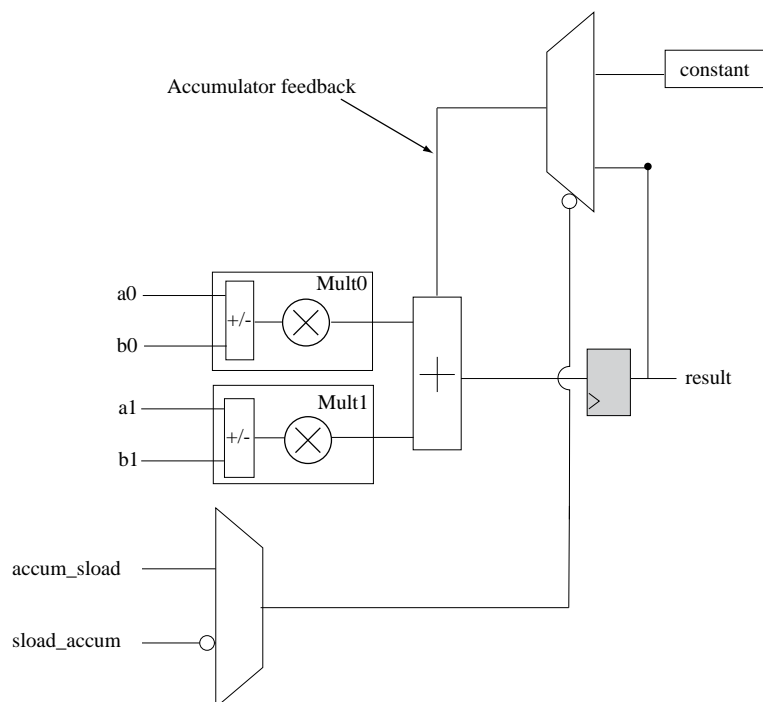 constant
Accumulator feedback
Mult0
a0
+/-
b0
result
Mult1
a1
+/-
b1
accum_sload
sload_accum